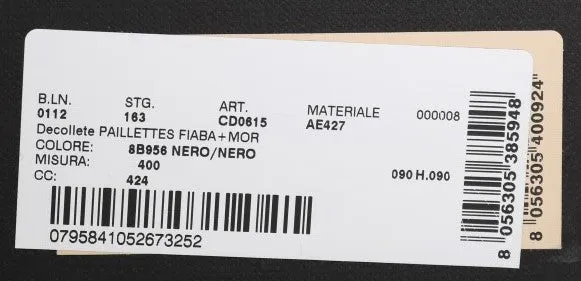 B.LN. STG. ART. MATERIALE 000008
0112 163 CD0615 AE427
Decollete PAILLETTES FIABA+MOR
COLORE: 8B956 NERO/NERO
MISURA: 400 090 H.090
CC: 424
0795841052673252
8 056305 385948
8 056305 400924